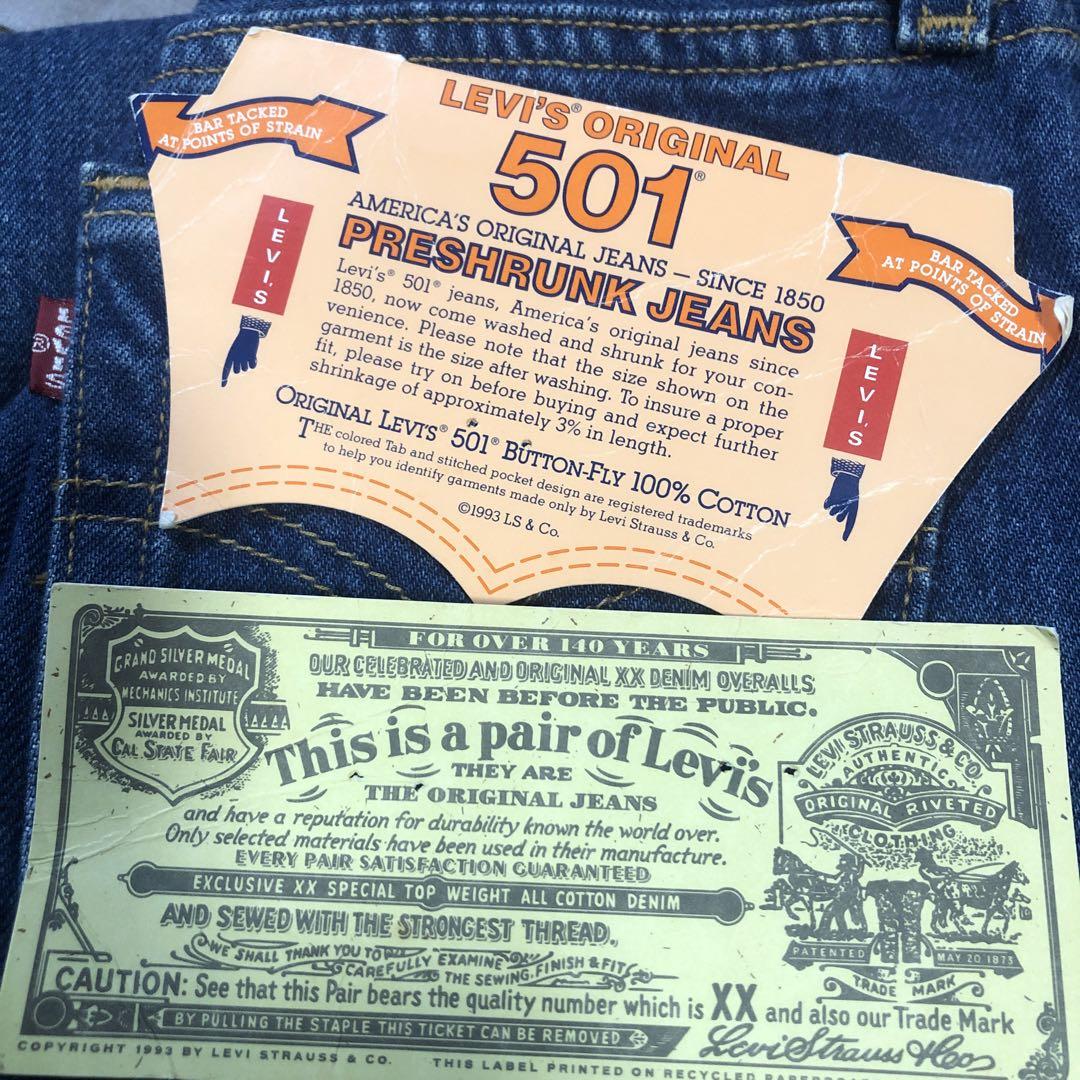 BAR TACKED
AT POINTS OF STRAIN
LEVI'S® ORIGINAL
501®
AMERICA'S ORIGINAL JEANS – SINCE 1850
PRESHRUNK JEANS
LEVI'S
Levi's® 501® jeans, America's original jeans since
1850, now come washed and shrunk for your con-
venience. Please note that the size shown on the
garment is the size after washing. To insure a proper
fit, please try on before buying and expect further
shrinkage of approximately 3% in length.
BAR TACKED
AT POINTS OF STRAIN
LEVI'S
ORIGINAL LEVI'S® 501® BUTTON-FLY 100% COTTON
THE colored Tab and stitched pocket design are registered trademarks
to help you identify garments made only by Levi Strauss & Co.
©1993 LS & Co.
®
GRAND SILVER MEDAL
AWARDED BY
MECHANICS INSTITUTE
SILVER MEDAL
AWARDED BY
CAL STATE FAIR
FOR OVER 140 YEARS
OUR CELEBRATED AND ORIGINAL XX DENIM OVERALLS
HAVE BEEN BEFORE THE PUBLIC.
This is a pair of Levi's
THEY ARE
THE ORIGINAL JEANS
and have a reputation for durability known the world over.
Only selected materials have been used in their manufacture.
EVERY PAIR SATISFACTION GUARANTEED
EXCLUSIVE XX SPECIAL TOP WEIGHT ALL COTTON DENIM
AND SEWED WITH THE STRONGEST THREAD.
WE SHALL THANK YOU TO
CAREFULLY EXAMINE
THE SEWING, FINISH & FIT
LEVI STRAUSS & CO.
AUTHENTIC
ORIGINAL RIVETED
CLOTHING
PATENTED MAY 20 1873
TRADE MARK
CAUTION: See that this Pair bears the quality number which is XX and also our Trade Mark
BY PULLING THE STAPLE THIS TICKET CAN BE REMOVED
Levi Strauss & Co
COPYRIGHT 1993 BY LEVI STRAUSS & CO. THIS LABEL PRINTED ON RECYCLED